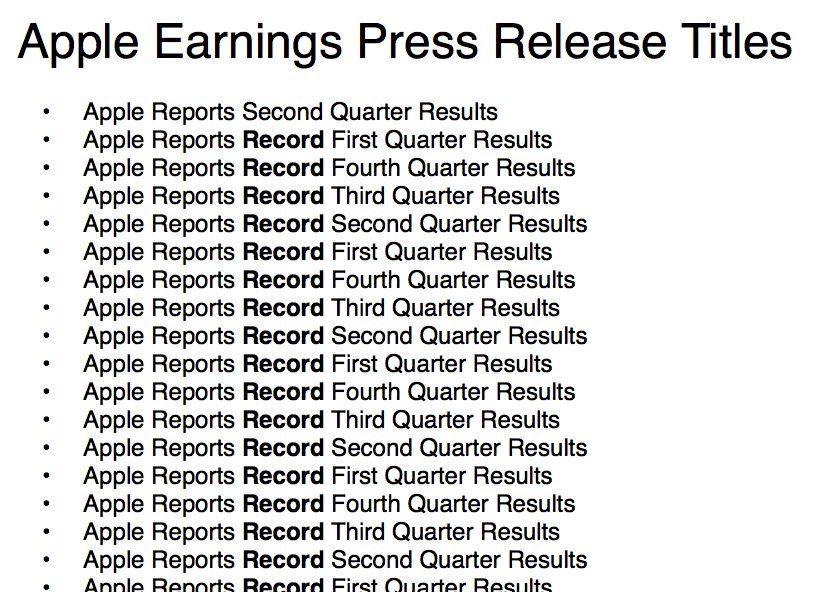 Apple Earnings Press Release Titles
• Apple Reports Second Quarter Results
• Apple Reports Record First Quarter Results
• Apple Reports Record Fourth Quarter Results
• Apple Reports Record Third Quarter Results
• Apple Reports Record Second Quarter Results
• Apple Reports Record First Quarter Results
• Apple Reports Record Fourth Quarter Results
• Apple Reports Record Third Quarter Results
• Apple Reports Record Second Quarter Results
• Apple Reports Record First Quarter Results
• Apple Reports Record Fourth Quarter Results
• Apple Reports Record Third Quarter Results
• Apple Reports Record Second Quarter Results
• Apple Reports Record First Quarter Results
• Apple Reports Record Fourth Quarter Results
• Apple Reports Record Third Quarter Results
• Apple Reports Record Second Quarter Results
• Apple Reports Record First Quarter Results